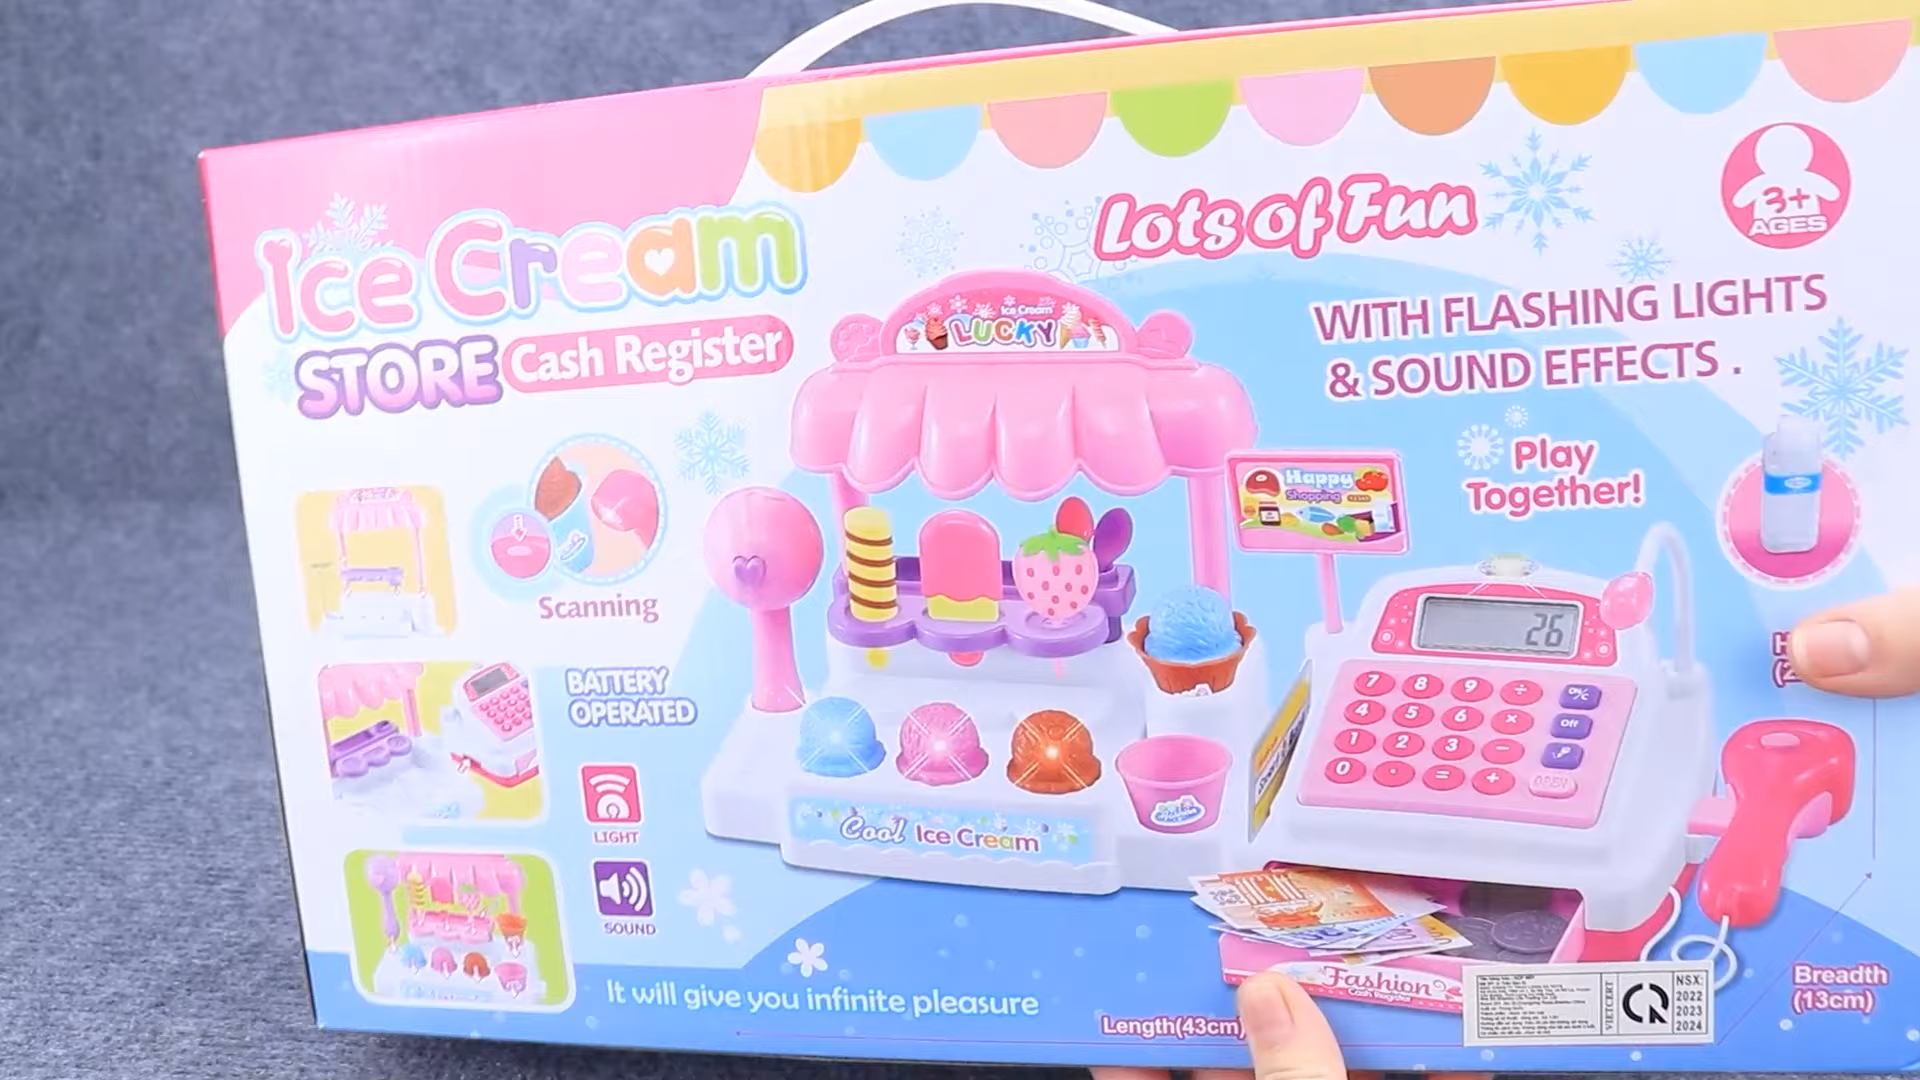 Ice Cream
STORE Cash Register
Lots of Fun
3+
AGES
WITH FLASHING LIGHTS
& SOUND EFFECTS .
Play
Together!
Ice Cream
LUCKY
Happy
Shopping
Scanning
BATTERY
OPERATED
LIGHT
SOUND
26
7 8 9 ÷
4 5 6 × Off
1 2 3 −
0 . = +
OPEN
Cool Ice Cream
Fashion
Cash Register
It will give you infinite pleasure
Length(43cm)
Breadth
(13cm)
VIETCERT
CR
NSX:
2022
2023
2024